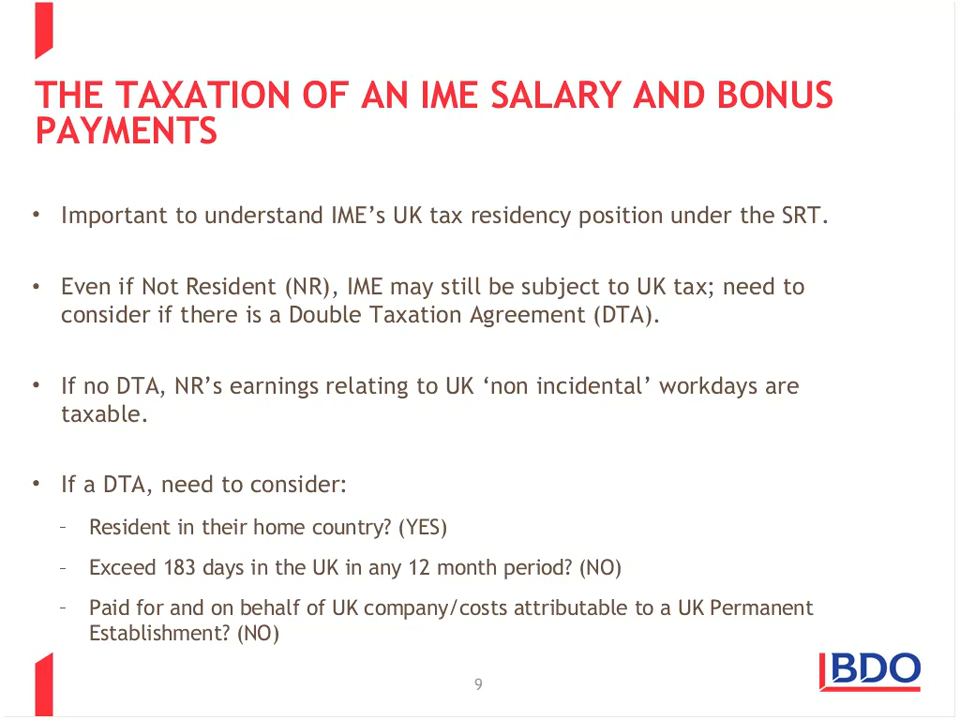 THE TAXATION OF AN IME SALARY AND BONUS
PAYMENTS
• Important to understand IME’s UK tax residency position under the SRT.
• Even if Not Resident (NR), IME may still be subject to UK tax; need to
consider if there is a Double Taxation Agreement (DTA).
• If no DTA, NR’s earnings relating to UK ‘non incidental’ workdays are
taxable.
• If a DTA, need to consider:
– Resident in their home country? (YES)
– Exceed 183 days in the UK in any 12 month period? (NO)
– Paid for and on behalf of UK company/costs attributable to a UK Permanent
Establishment? (NO)
9
BDO